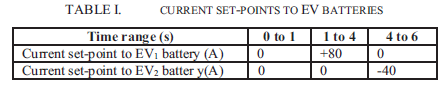 TABLE I. CURRENT SET-POINTS TO EV BATTERIES
Time range (s) 0 to 1 1 to 4 4 to 6
Current set-point to EV₁ battery (A) 0 +80 0
Current set-point to EV₂ batter y(A) 0 0 -40